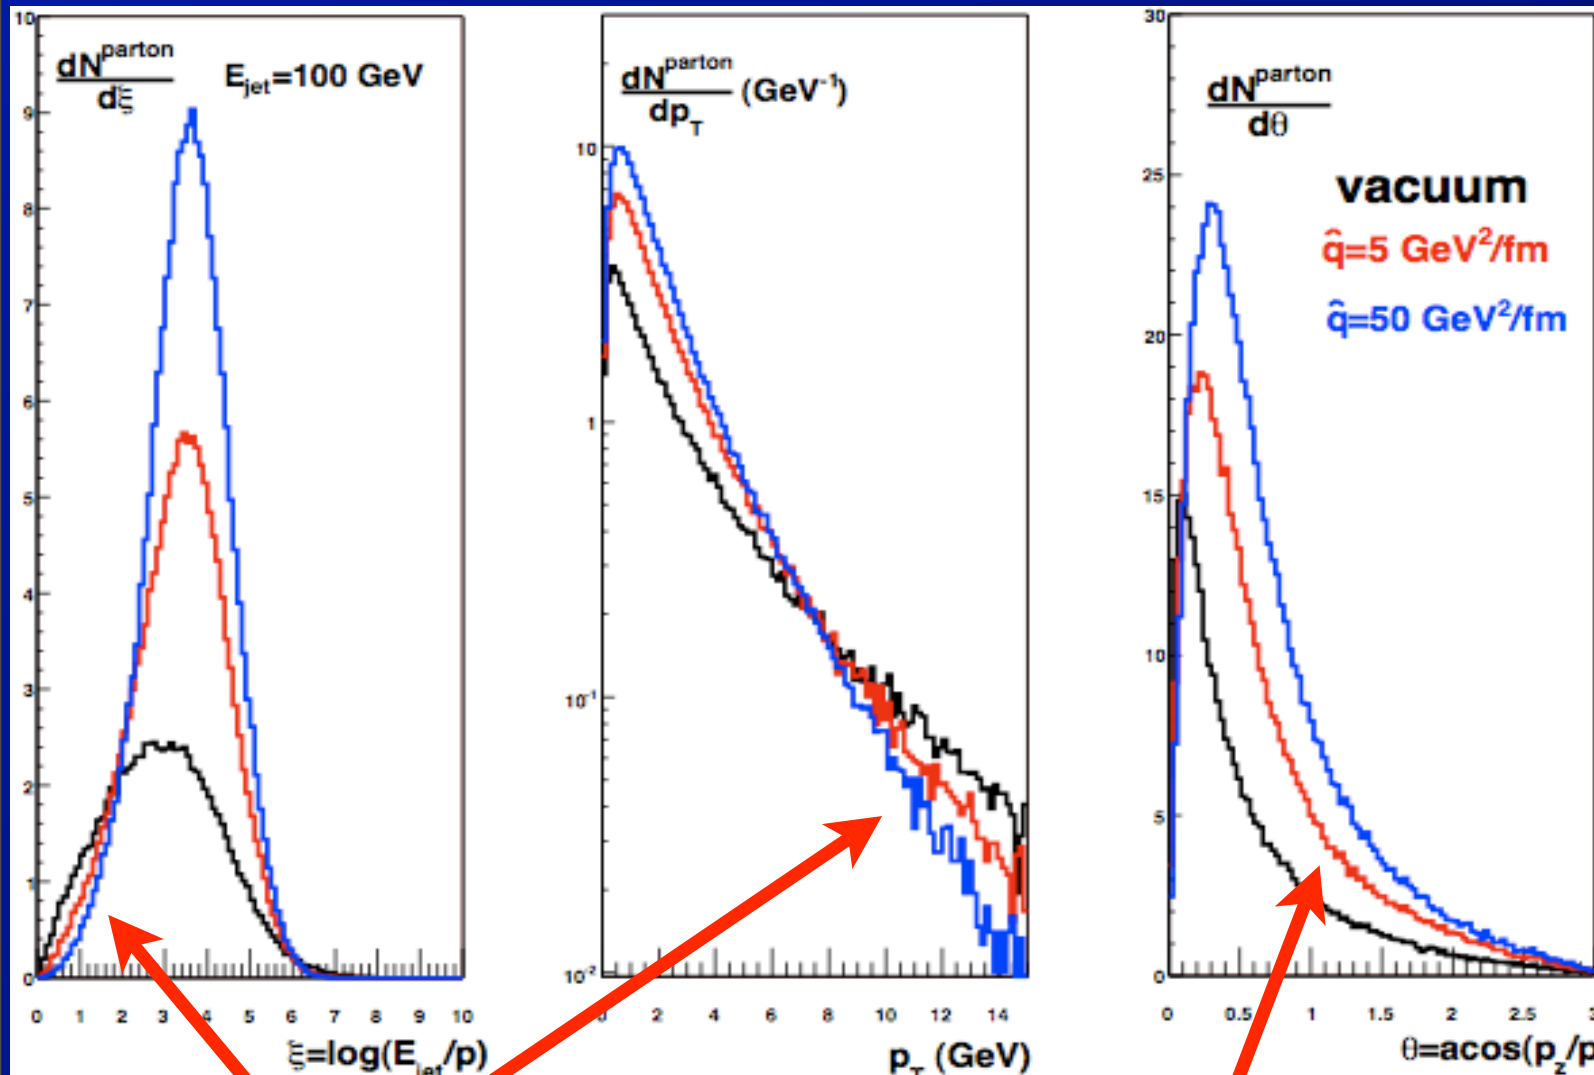 dN^parton
dξ
E_jet=100 GeV
10
9
8
7
6
5
4
3
2
1
0
0 1 2 3 4 5 6 7 8 9 10
ξ=log(E_jet/p)
dN^parton
dp_T
(GeV^-1)
10
1
10^-1
10^-2
2 4 6 8 10 12 14
p_T (GeV)
dN^parton
dθ
vacuum
q̂=5 GeV²/fm
q̂=50 GeV²/fm
30
25
20
15
10
5
0
0 0.5 1 1.5 2 2.5 3
θ=acos(p_z/p